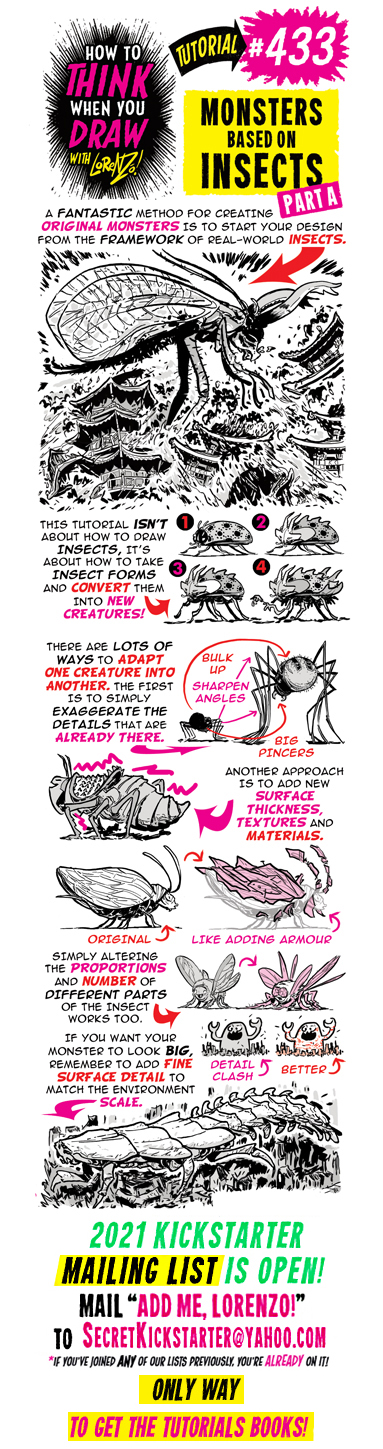 HOW TO
THINK
WHEN YOU
DRAW
WITH LORENZO!
TUTORIAL
#433
MONSTERS
BASED ON
INSECTS
PART A
A FANTASTIC METHOD FOR CREATING
ORIGINAL MONSTERS IS TO START YOUR DESIGN
FROM THE FRAMEWORK OF REAL-WORLD INSECTS.
THIS TUTORIAL ISN'T
ABOUT HOW TO DRAW
INSECTS, IT'S
ABOUT HOW TO TAKE
INSECT FORMS
AND CONVERT THEM
INTO NEW
CREATURES!
1
2
3
4
THERE ARE LOTS OF
WAYS TO ADAPT
ONE CREATURE INTO
ANOTHER. THE FIRST
IS TO SIMPLY
EXAGGERATE THE
DETAILS THAT ARE
ALREADY THERE.
BULK
UP
SHARPEN
ANGLES
BIG
PINCERS
ANOTHER APPROACH
IS TO ADD NEW
SURFACE
THICKNESS,
TEXTURES AND
MATERIALS.
ORIGINAL
LIKE ADDING ARMOUR
SIMPLY ALTERING
THE PROPORTIONS
AND NUMBER OF
DIFFERENT PARTS
OF THE INSECT
WORKS TOO.
IF YOU WANT YOUR
MONSTER TO LOOK BIG,
REMEMBER TO ADD FINE
SURFACE DETAIL TO
MATCH THE ENVIRONMENT
SCALE.
DETAIL
CLASH
BETTER
2021 KICKSTARTER
MAILING LIST IS OPEN!
MAIL "ADD ME, LORENZO!"
TO SECRETKICKSTARTER@YAHOO.COM
*IF YOU'VE JOINED ANY OF OUR LISTS PREVIOUSLY, YOU'RE ALREADY ON IT!
ONLY WAY
TO GET THE TUTORIALS BOOKS!